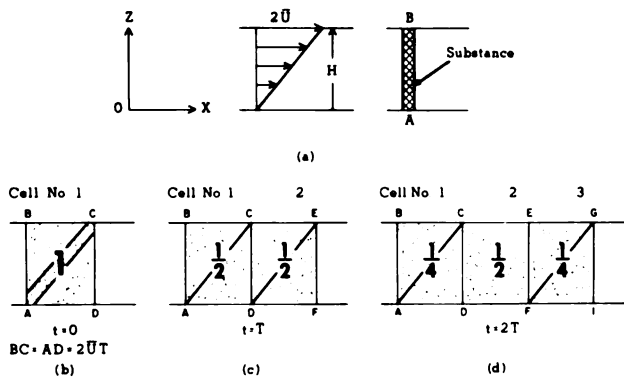 Z
2Ū
B
H
Substance
O
X
A
(a)
Cell No 1
B C
1
A D
t=0
BC=AD=2ŪT
(b)
Cell No 1 2
B C E
1/2 1/2
A D F
t=T
(c)
Cell No 1 2 3
B C E G
1/4 1/2 1/4
A D F I
t=2T
(d)